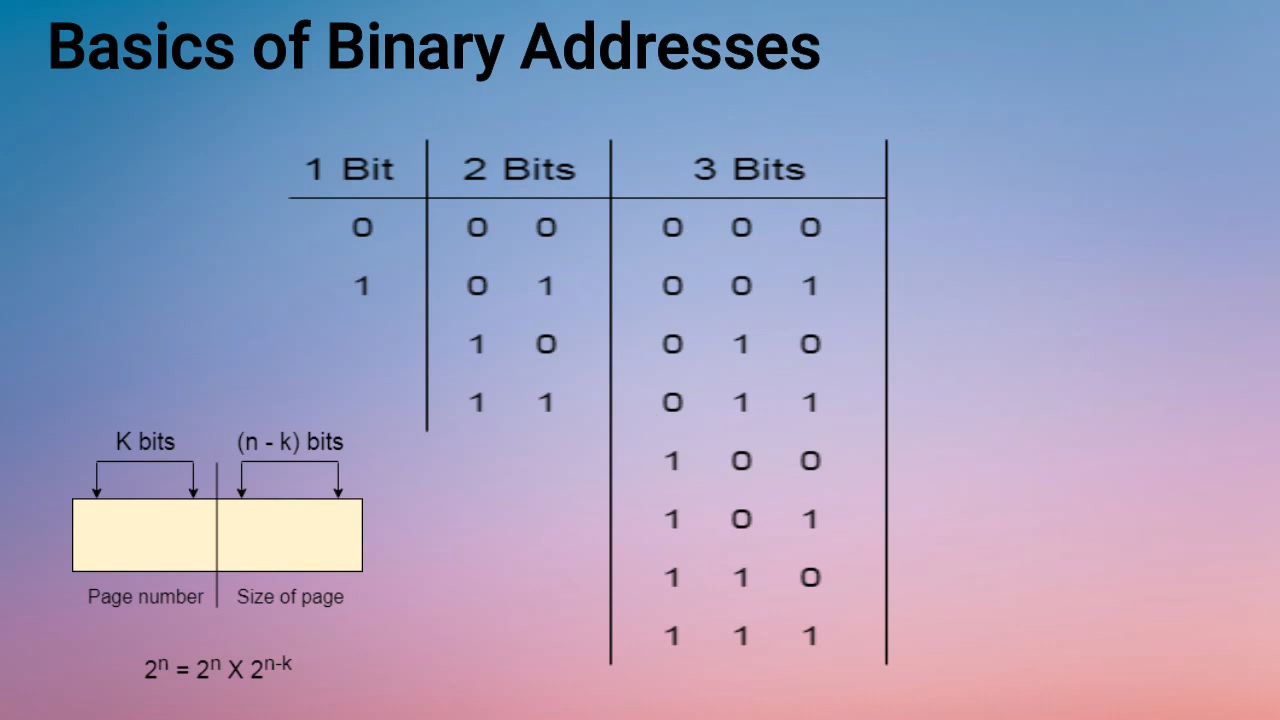 Basics of Binary Addresses
1 Bit 2 Bits 3 Bits
0 0 0 0 0 0
1 0 1 0 0 1
1 0 0 1 0
1 1 0 1 1
1 0 0
1 0 1
1 1 0
1 1 1
K bits (n - k) bits
Page number Size of page
2ⁿ = 2ⁿ X 2ⁿ⁻ᵏ